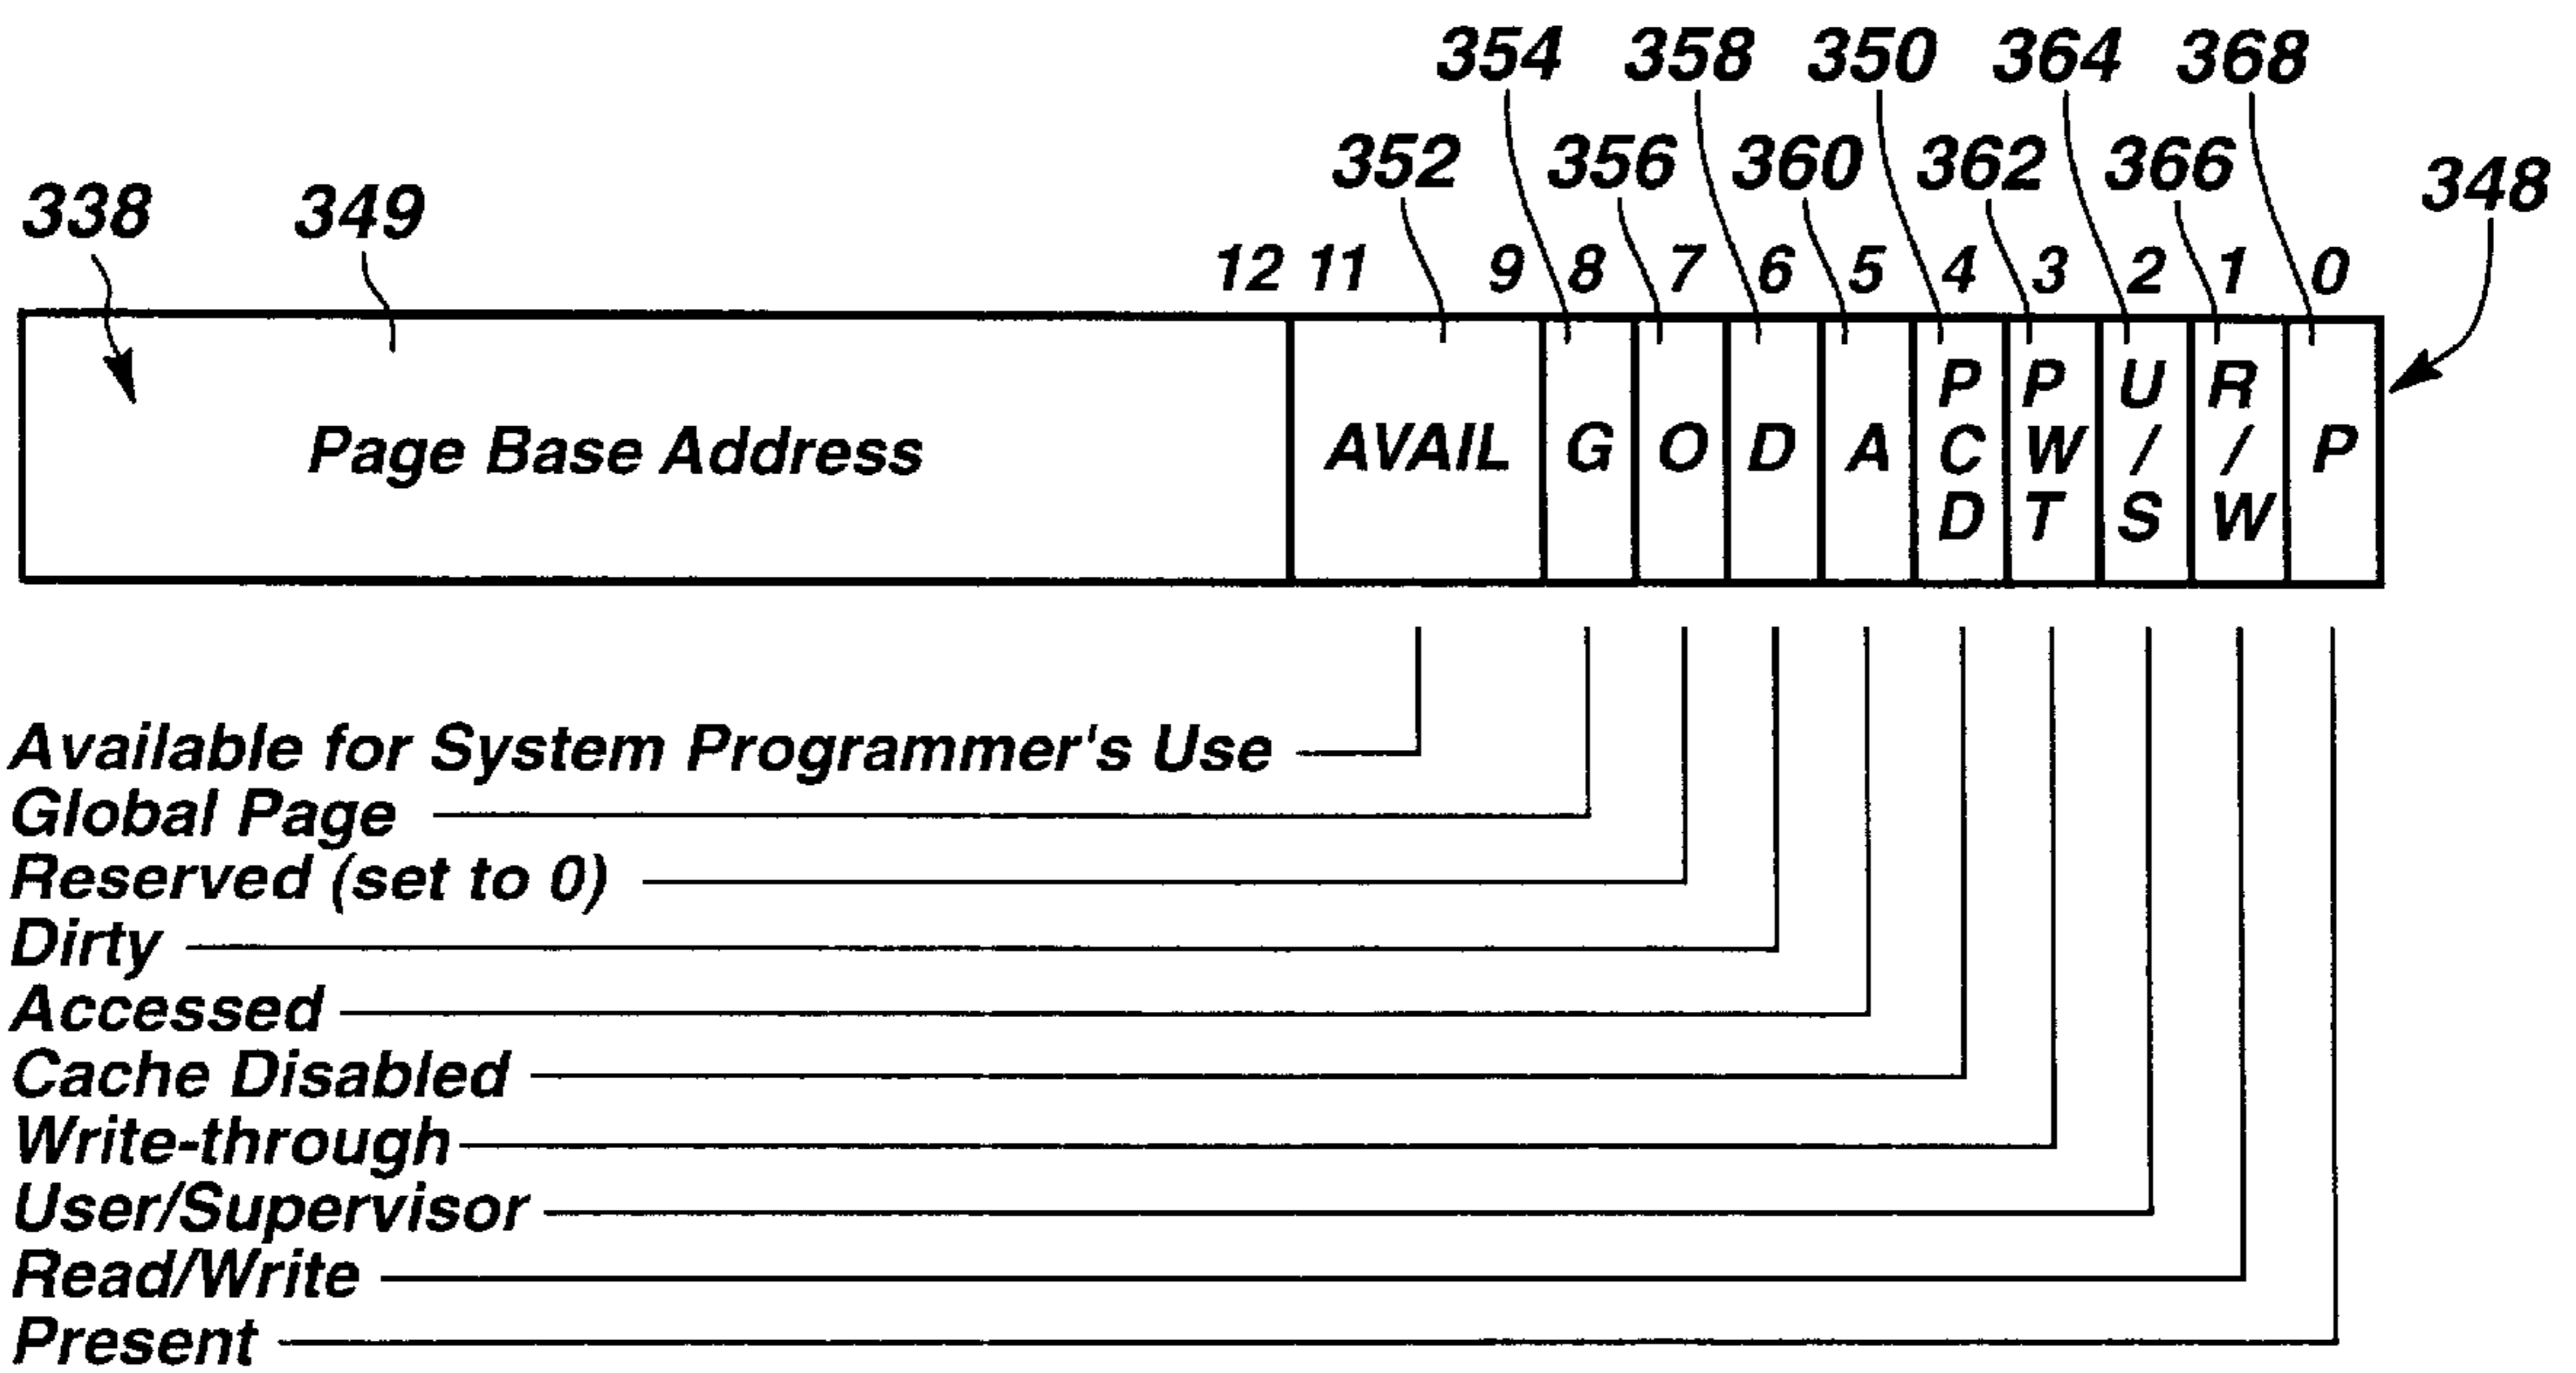 354 358 350 364 368
352 356 360 362 366 348
338 349
12 11 9 8 7 6 5 4 3 2 1 0
Page Base Address AVAIL G O D A PCD PWT U/S R/W P
Available for System Programmer's Use
Global Page
Reserved (set to 0)
Dirty
Accessed
Cache Disabled
Write-through
User/Supervisor
Read/Write
Present